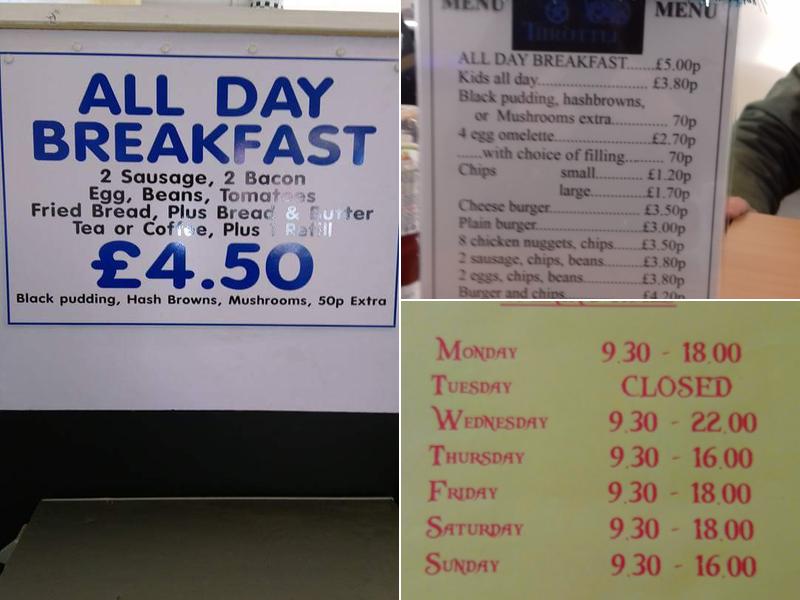 ALL DAY
BREAKFAST
2 Sausage, 2 Bacon
Egg, Beans, Tomatoes
Fried Bread, Plus Bread & Butter
Tea or Coffee, Plus 1 Refill
£4.50
Black pudding, Hash Browns, Mushrooms, 50p Extra
MENU MENU
THROTTLE
ALL DAY BREAKFAST......£5.00p
Kids all day........................... £3.80p
Black pudding, hashbrowns,
or Mushrooms extra............. 70p
4 egg omelette.......................£2.70p
......with choice of filling.......... 70p
Chips small...........£1.20p
large............£1.70p
Cheese burger........................£3.50p
Plain burger...........................£3.00p
8 chicken nuggets, chips.......£3.50p
2 sausage, chips, beans..........£3.80p
2 eggs, chips, beans...............£3.80p
Burger and chips....................£4.20p
MONDAY 9.30 - 18.00
TUESDAY CLOSED
WEDNESDAY 9.30 - 22.00
THURSDAY 9.30 - 16.00
FRIDAY 9.30 - 18.00
SATURDAY 9.30 - 18.00
SUNDAY 9.30 - 16.00